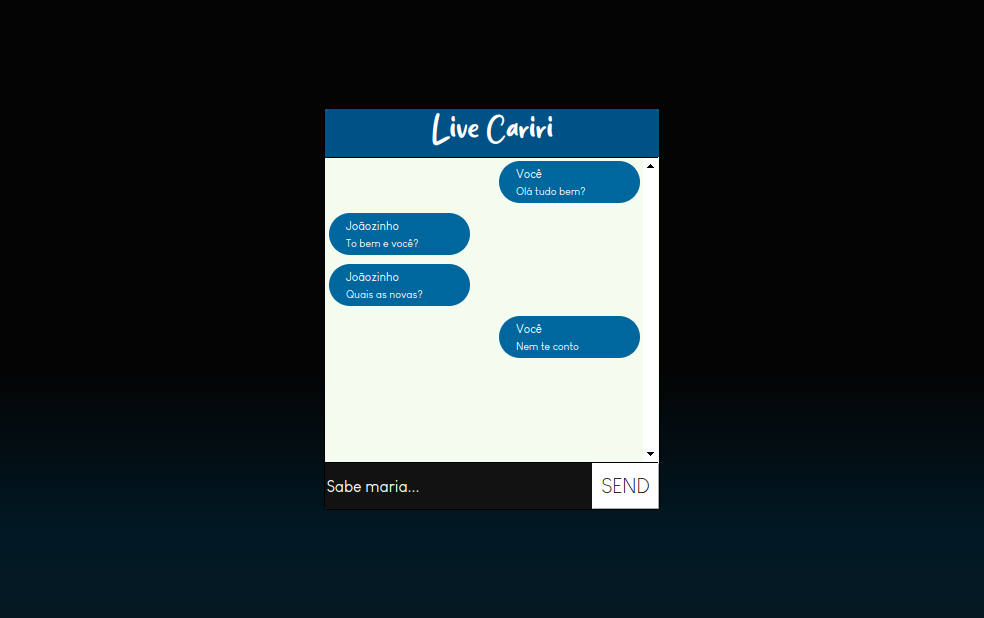 Live Cariri
Você
Olá tudo bem?
Joãozinho
To bem e você?
Joãozinho
Quais as novas?
Você
Nem te conto
Sabe maria...
SEND